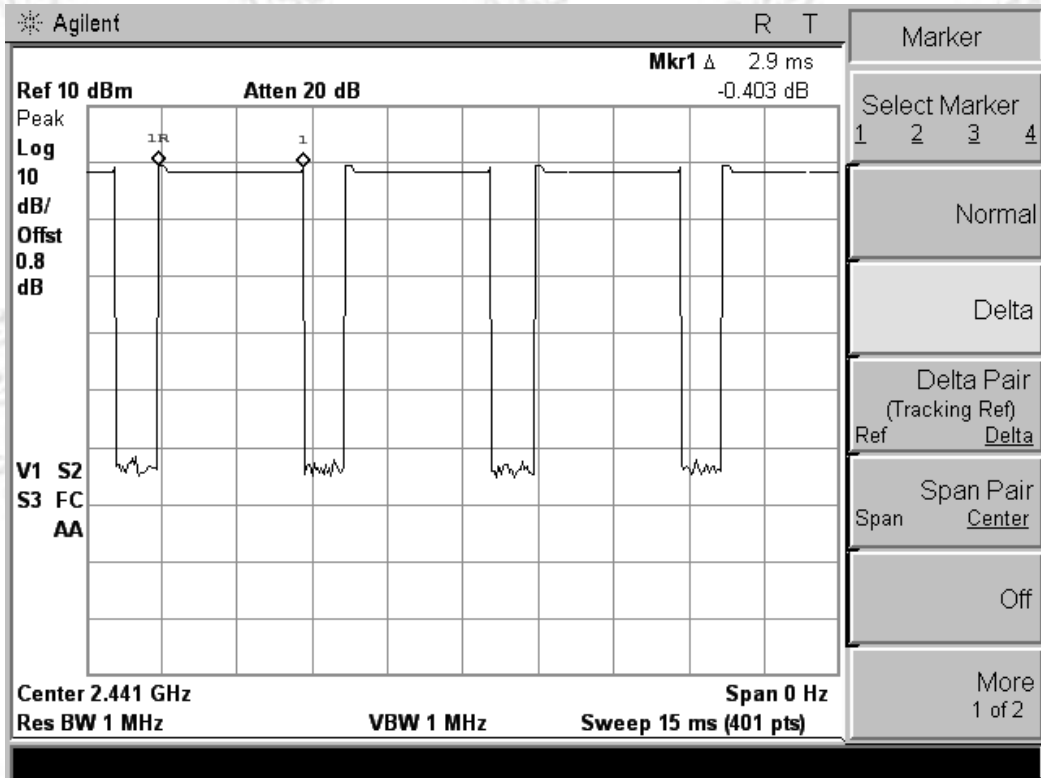 Agilent R T
Mkr1 Δ 2.9 ms
Ref 10 dBm Atten 20 dB -0.403 dB
Peak
Log
10
dB/
Offst
0.8
dB
1R 1
V1 S2
S3 FC
AA
Center 2.441 GHz Span 0 Hz
Res BW 1 MHz VBW 1 MHz Sweep 15 ms (401 pts)
Marker
Select Marker
1 2 3 4
Normal
Delta
Delta Pair
(Tracking Ref)
Ref Delta
Span Pair
Span Center
Off
More
1 of 2